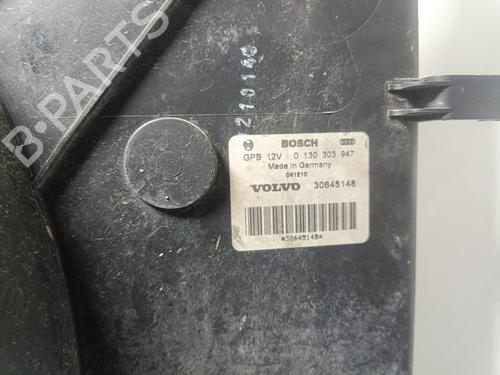 B-PARTS
210140
BOSCH
GPB 12V 0 130 303 947
Made in Germany
041210
VOLVO 30645148
*30645148*